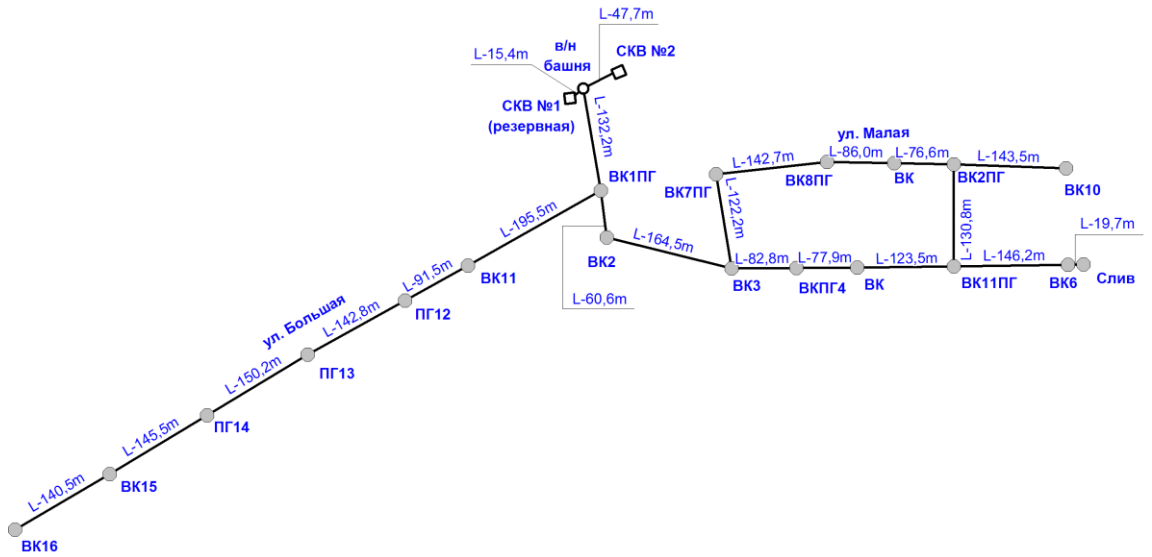 L-47,7m
L-15,4m
в/н
башня
СКВ №2
СКВ №1
(резервная)
L-132,2m
ул. Малая
L-142,7m
L-86,0m
L-76,6m
L-143,5m
ВК7ПГ
ВК8ПГ
ВК
ВК2ПГ
ВК10
ВК1ПГ
L-122,2m
L-130,8m
L-195,5m
L-19,7m
ВК2
L-164,5m
L-82,8m
L-77,9m
L-123,5m
L-146,2m
ВК3
ВКПГ4
ВК
ВК11ПГ
ВК6
Слив
ВК11
L-91,5m
L-60,6m
ул. Большая
ПГ12
L-142,8m
ПГ13
L-150,2m
ПГ14
L-145,5m
ВК15
L-140,5m
ВК16